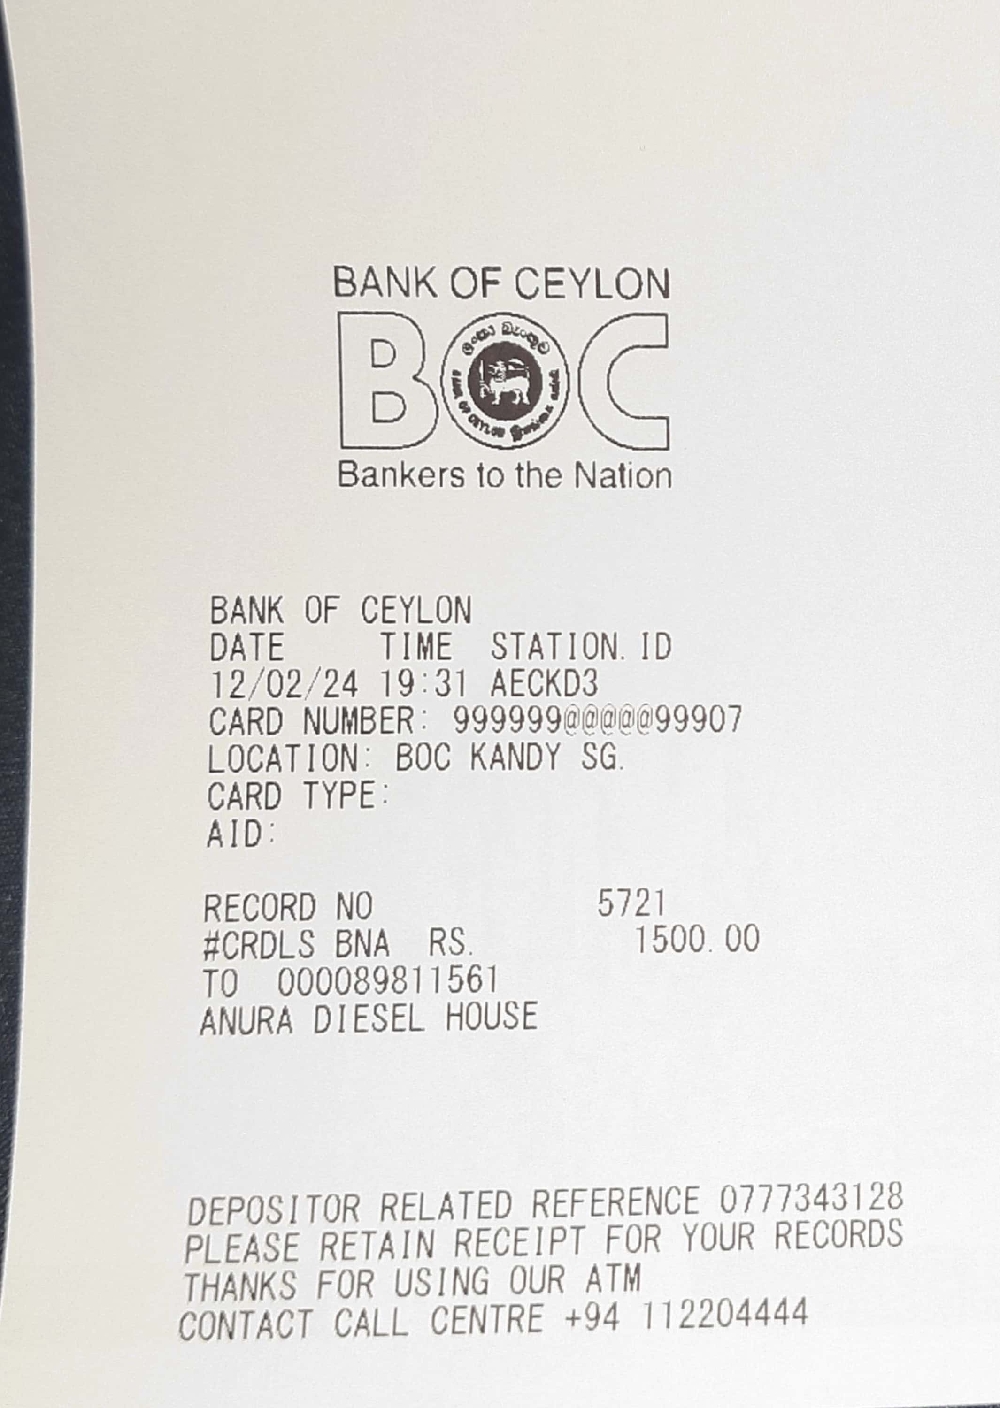 BANK OF CEYLON
BOC
ලංකා බැංකුව
BANK OF CEYLON
Bankers to the Nation
BANK OF CEYLON
DATE TIME STATION. ID
12/02/24 19:31 AECKD3
CARD NUMBER: 999999@@@@@99907
LOCATION: BOC KANDY SG.
CARD TYPE:
AID:
RECORD NO 5721
#CRDLS BNA RS. 1500.00
TO 000089811561
ANURA DIESEL HOUSE
DEPOSITOR RELATED REFERENCE 0777343128
PLEASE RETAIN RECEIPT FOR YOUR RECORDS
THANKS FOR USING OUR ATM
CONTACT CALL CENTRE +94 112204444